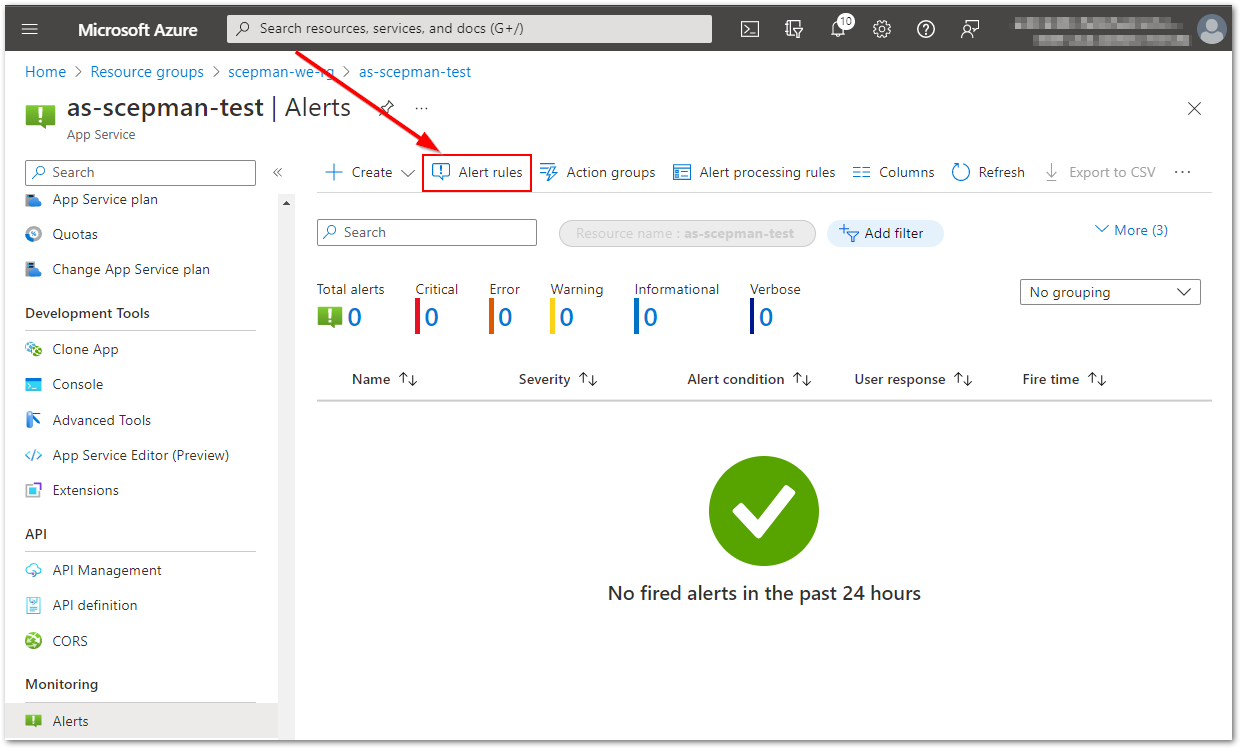 Microsoft Azure
Search resources, services, and docs (G+/)
10
Home > Resource groups > scepman-we-rg > as-scepman-test
as-scepman-test | Alerts
App Service
Search
«
App Service plan
Quotas
Change App Service plan
Development Tools
Clone App
Console
Advanced Tools
App Service Editor (Preview)
Extensions
API
API Management
API definition
CORS
Monitoring
Alerts
Create
Alert rules
Action groups
Alert processing rules
Columns
Refresh
Export to CSV
Search
Resource name : as-scepman-test
Add filter
More (3)
Total alerts
0
Critical
0
Error
0
Warning
0
Informational
0
Verbose
0
No grouping
Name
Severity
Alert condition
User response
Fire time
No fired alerts in the past 24 hours